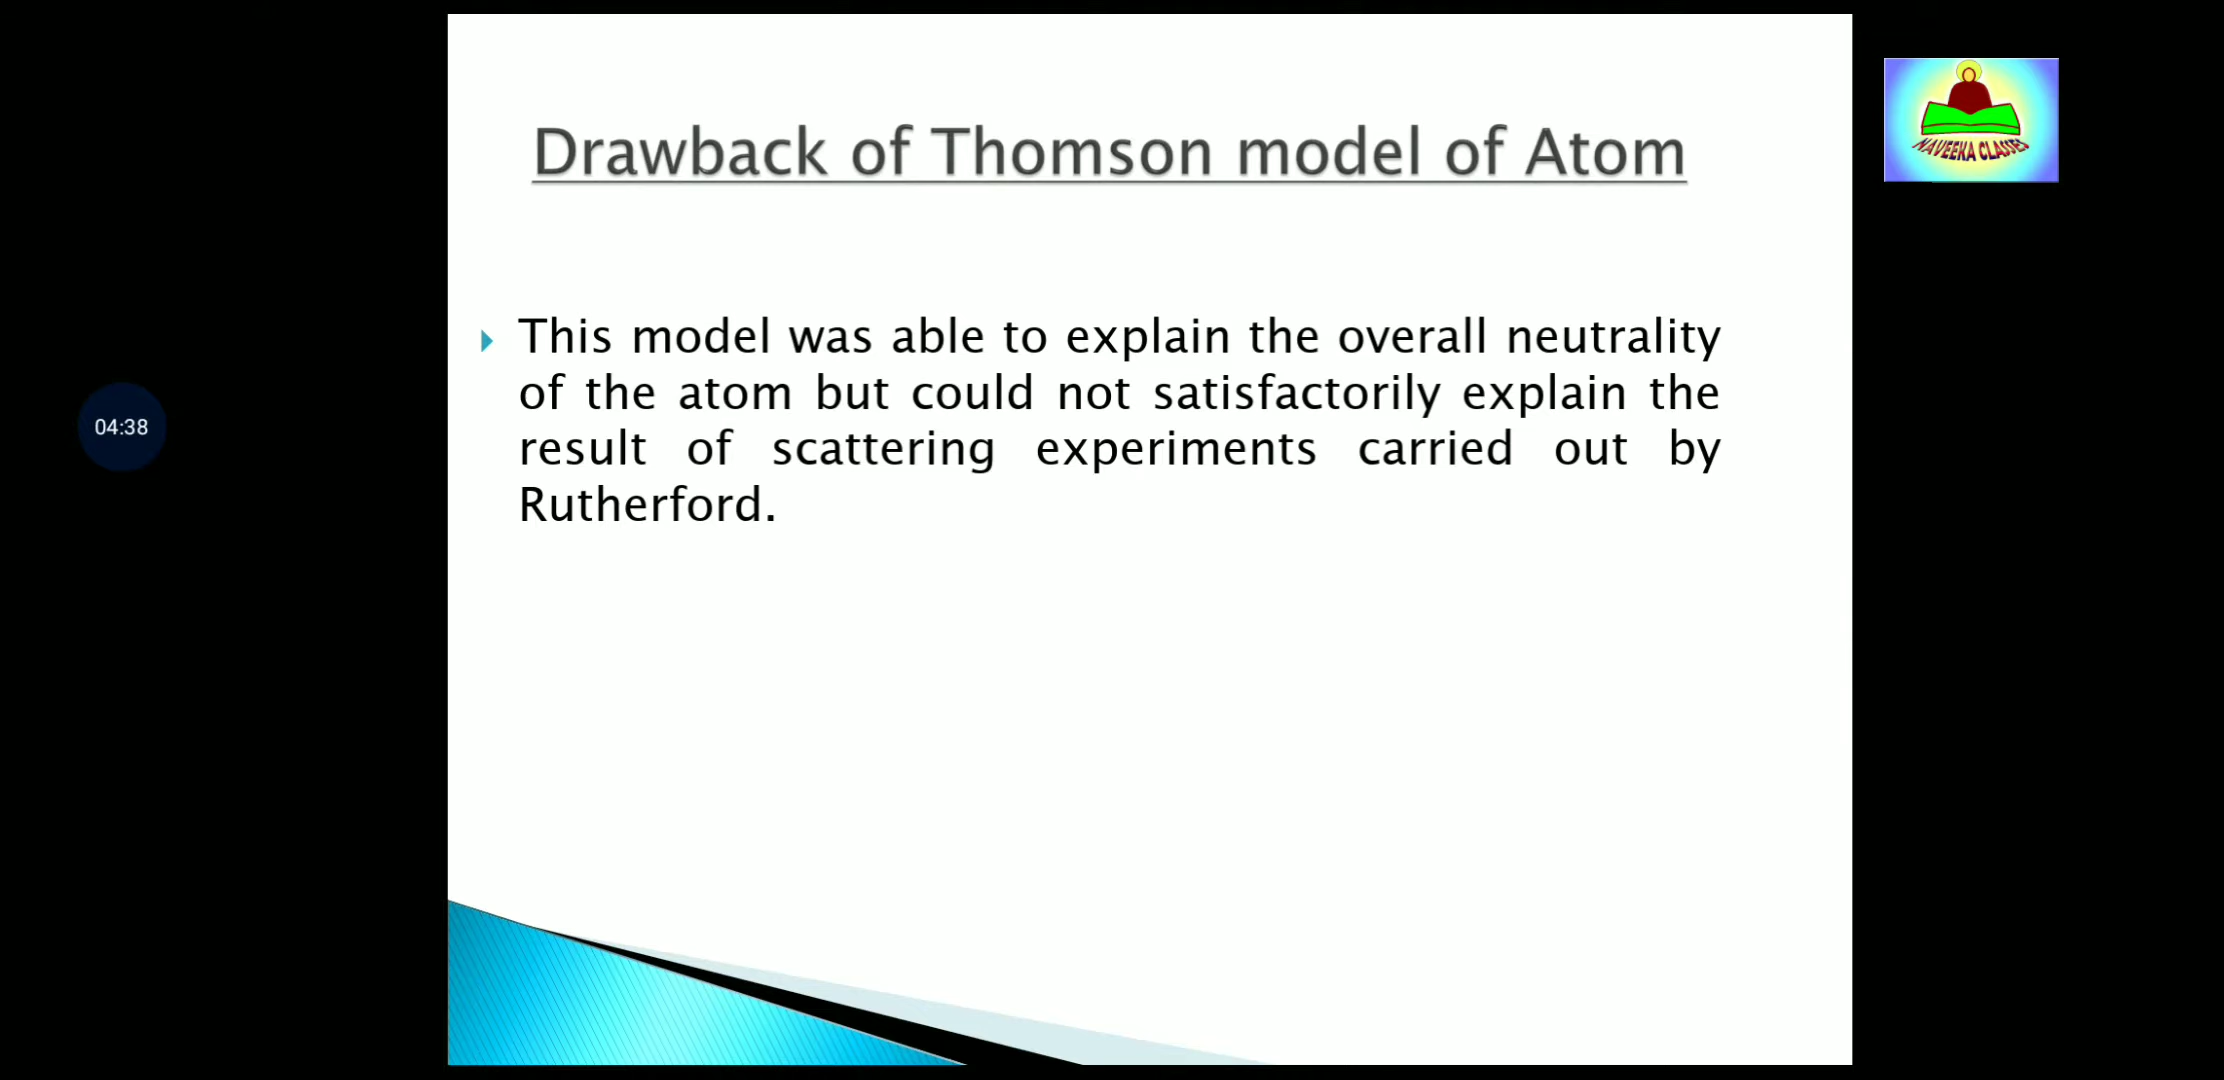 Drawback of Thomson model of Atom
NAVEEKA CLASSES
This model was able to explain the overall neutrality
of the atom but could not satisfactorily explain the
result of scattering experiments carried out by
Rutherford.
04:38